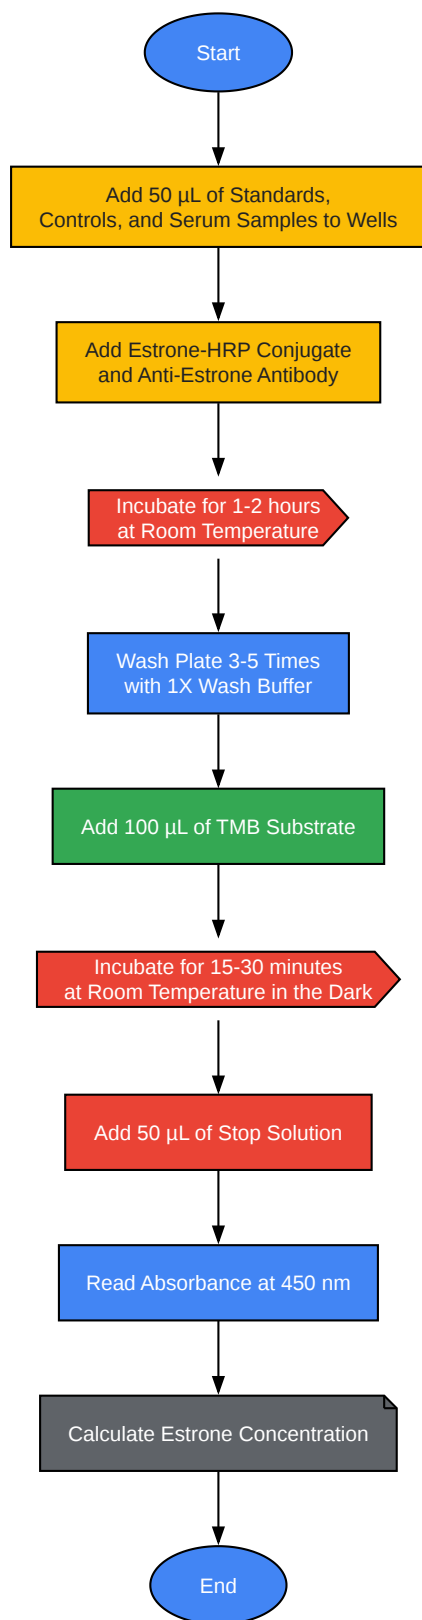 Start
Add 50 µL of Standards,
Controls, and Serum Samples to Wells
Add Estrone-HRP Conjugate
and Anti-Estrone Antibody
Incubate for 1-2 hours
at Room Temperature
Wash Plate 3-5 Times
with 1X Wash Buffer
Add 100 µL of TMB Substrate
Incubate for 15-30 minutes
at Room Temperature in the Dark
Add 50 µL of Stop Solution
Read Absorbance at 450 nm
Calculate Estrone Concentration
End